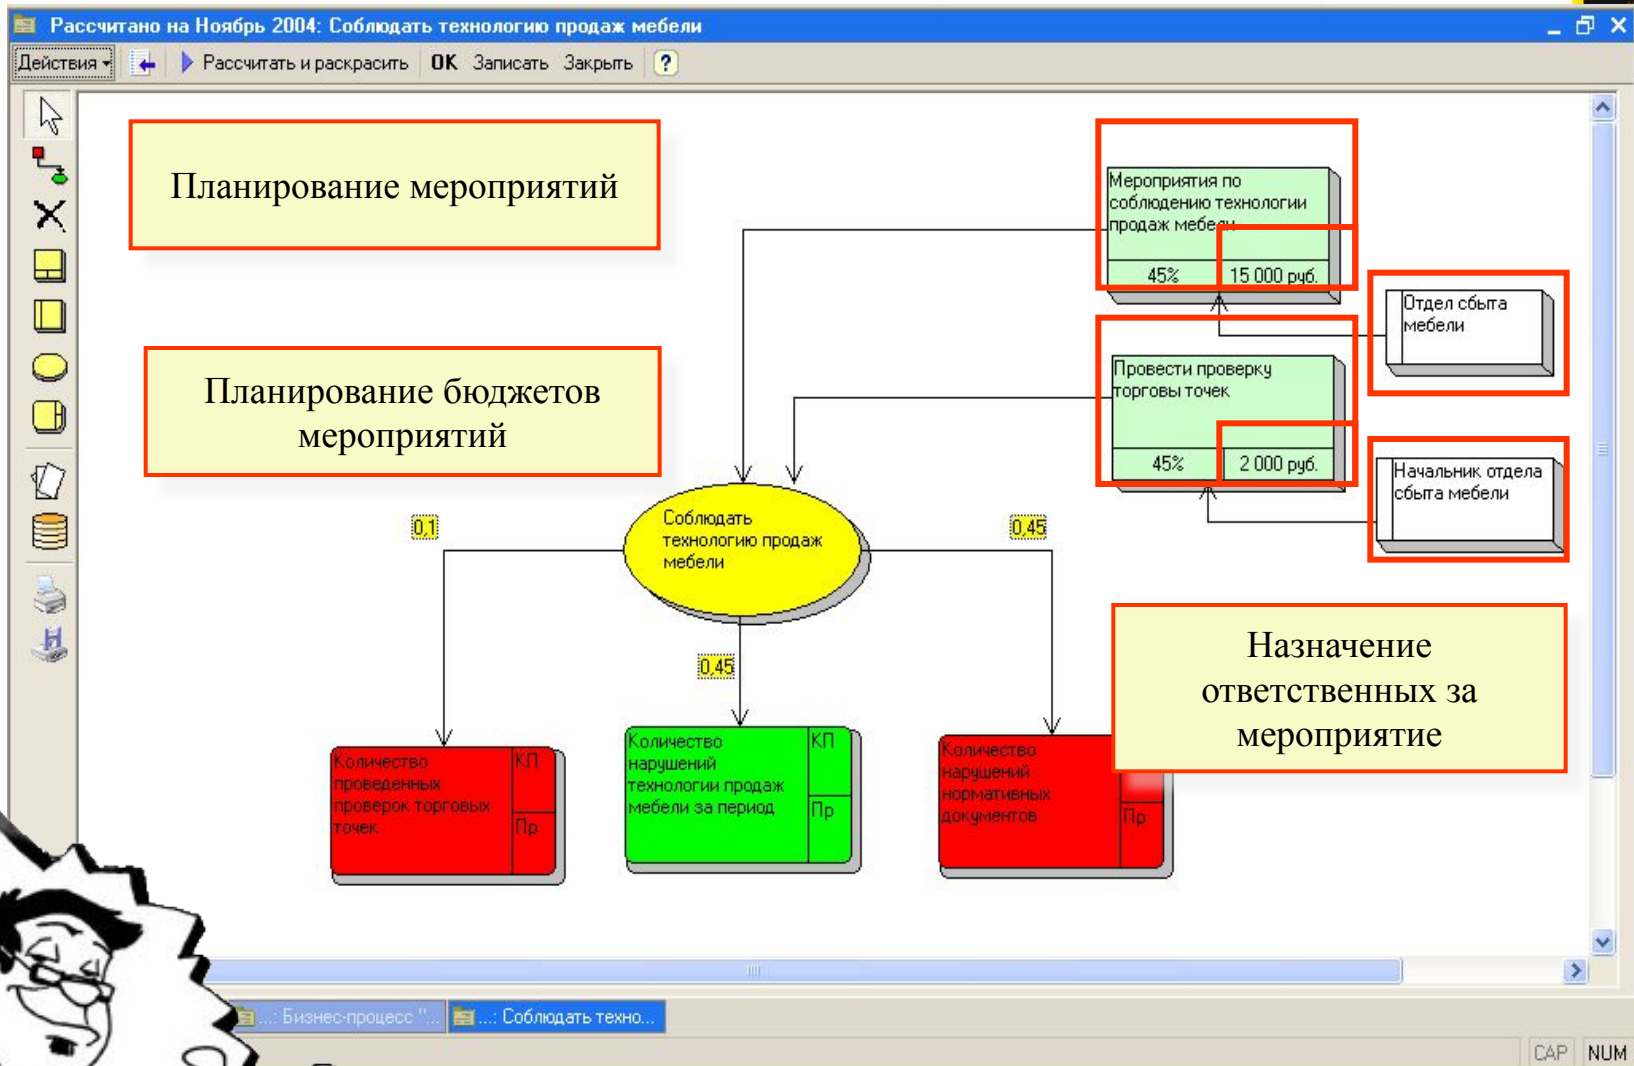 Рассчитано на Ноябрь 2004: Соблюдать технологию продаж мебели
Действия Рассчитать и раскрасить OK Записать Закрыть ?
Планирование мероприятий
Мероприятия по
соблюдению технологии
продаж мебели
45% 15 000 руб.
Отдел сбыта
мебели
Планирование бюджетов
мероприятий
Провести проверку
торговы точек
45% 2 000 руб.
Начальник отдела
сбыта мебели
Соблюдать
технологию продаж
мебели
0,1
0,45
0,45
Назначение
ответственных за
мероприятие
Количество
проведенных
проверок торговых
точек
КП
Пр
Количество
нарушений
технологии продаж
мебели за период
КП
Пр
Количество
нарушений
нормативных
документов
Пр
...: Бизнес-процесс "...
...: Соблюдать техно...
CAP NUM